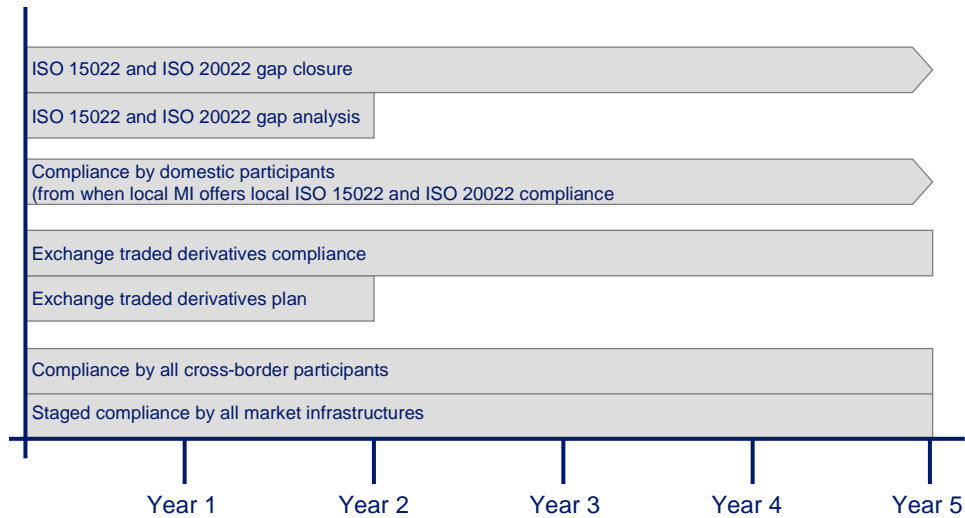 ISO 15022 and ISO 20022 gap closure
ISO 15022 and ISO 20022 gap analysis
Compliance by domestic participants
(from when local MI offers local ISO 15022 and ISO 20022 compliance
Exchange traded derivatives compliance
Exchange traded derivatives plan
Compliance by all cross-border participants
Staged compliance by all market infrastructures
Year 1 Year 2 Year 3 Year 4 Year 5